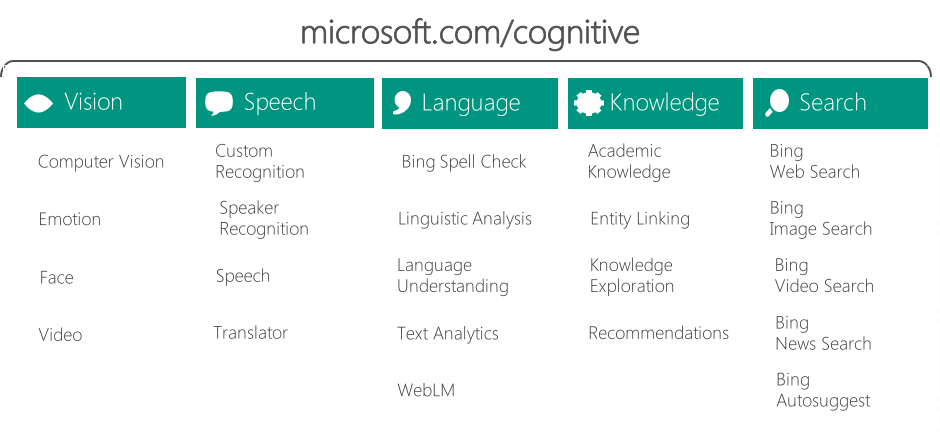 microsoft.com/cognitive
Vision
Computer Vision
Emotion
Face
Video
Speech
Custom
Recognition
Speaker
Recognition
Speech
Translator
Language
Bing Spell Check
Linguistic Analysis
Language
Understanding
Text Analytics
WebLM
Knowledge
Academic
Knowledge
Entity Linking
Knowledge
Exploration
Recommendations
Search
Bing
Web Search
Bing
Image Search
Bing
Video Search
Bing
News Search
Bing
Autosuggest